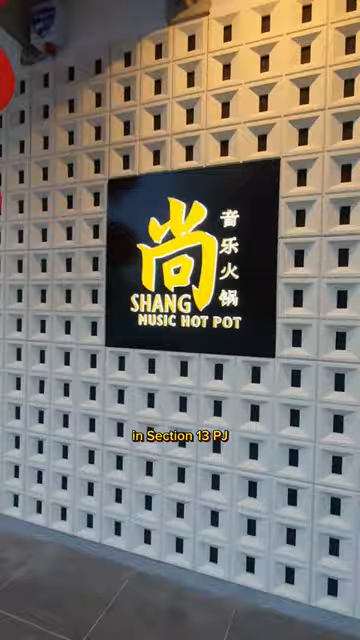 尚
音乐火锅
SHANG
MUSIC HOT POT
in Section 13 PJ